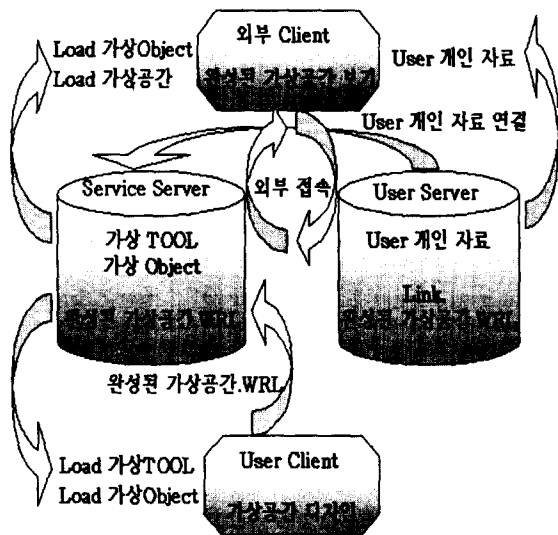 외부 Client
완성된 가상공간 보기
Load 가상Object
Load 가상공간
User 개인 자료
User 개인 자료 연결
외부 접속
Service Server
가상 TOOL
가상 Object
완성된 가상공간.WRL
User Server
User 개인 자료
Link
완성된 가상공간.WRL
완성된 가상공간.WRL
Load 가상TOOL
Load 가상Object
User Client
가상공간 디자인